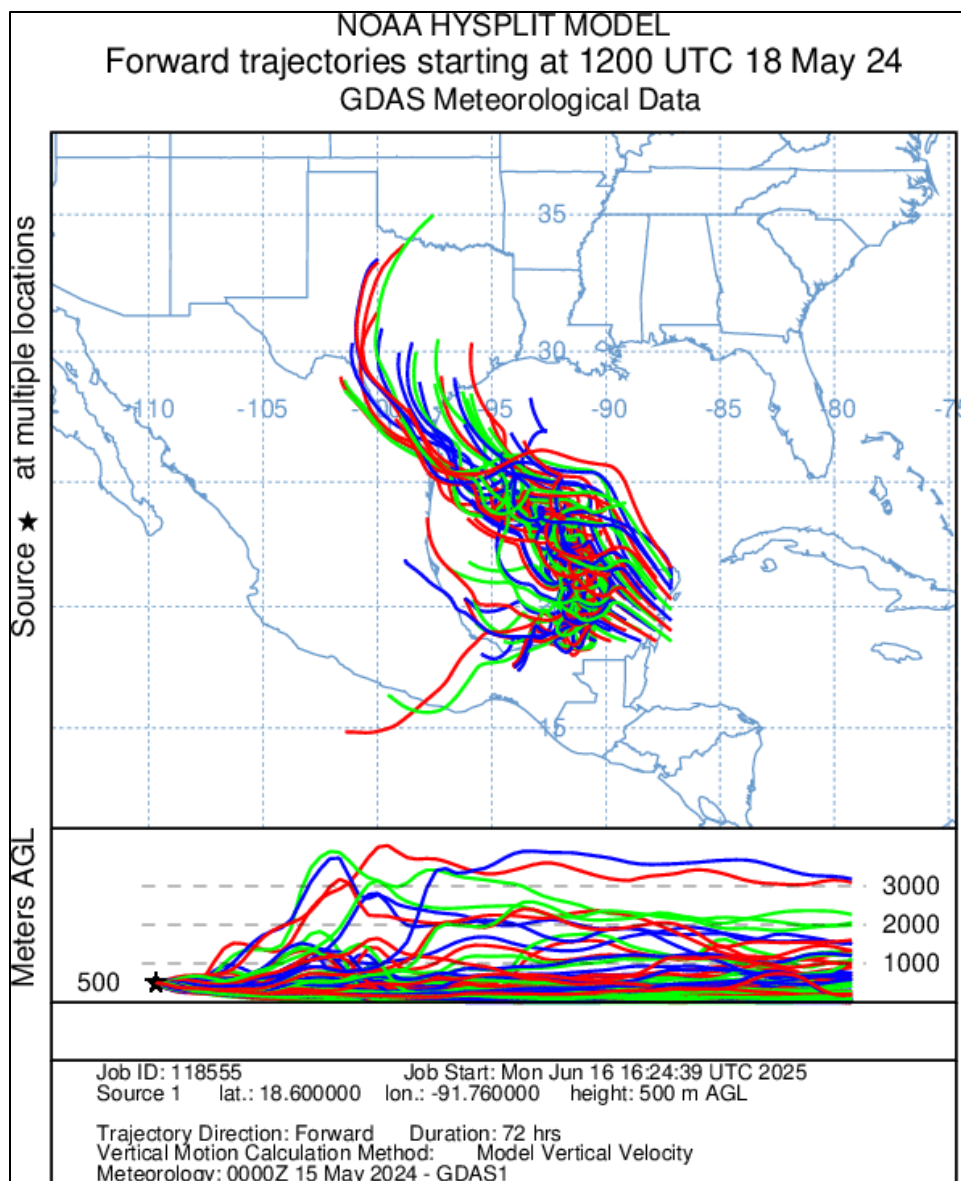 NOAA HYSPLIT MODEL
Forward trajectories starting at 1200 UTC 18 May 24
GDAS Meteorological Data
Source ★ at multiple locations
35
30
-110 -105 -100 -95 -90 -85 -80 -75
15
Meters AGL
500
3000
2000
1000
Job ID: 118555 Job Start: Mon Jun 16 16:24:39 UTC 2025
Source 1 lat.: 18.600000 lon.: -91.760000 height: 500 m AGL
Trajectory Direction: Forward Duration: 72 hrs
Vertical Motion Calculation Method: Model Vertical Velocity
Meteorology: 0000Z 15 May 2024 - GDAS1